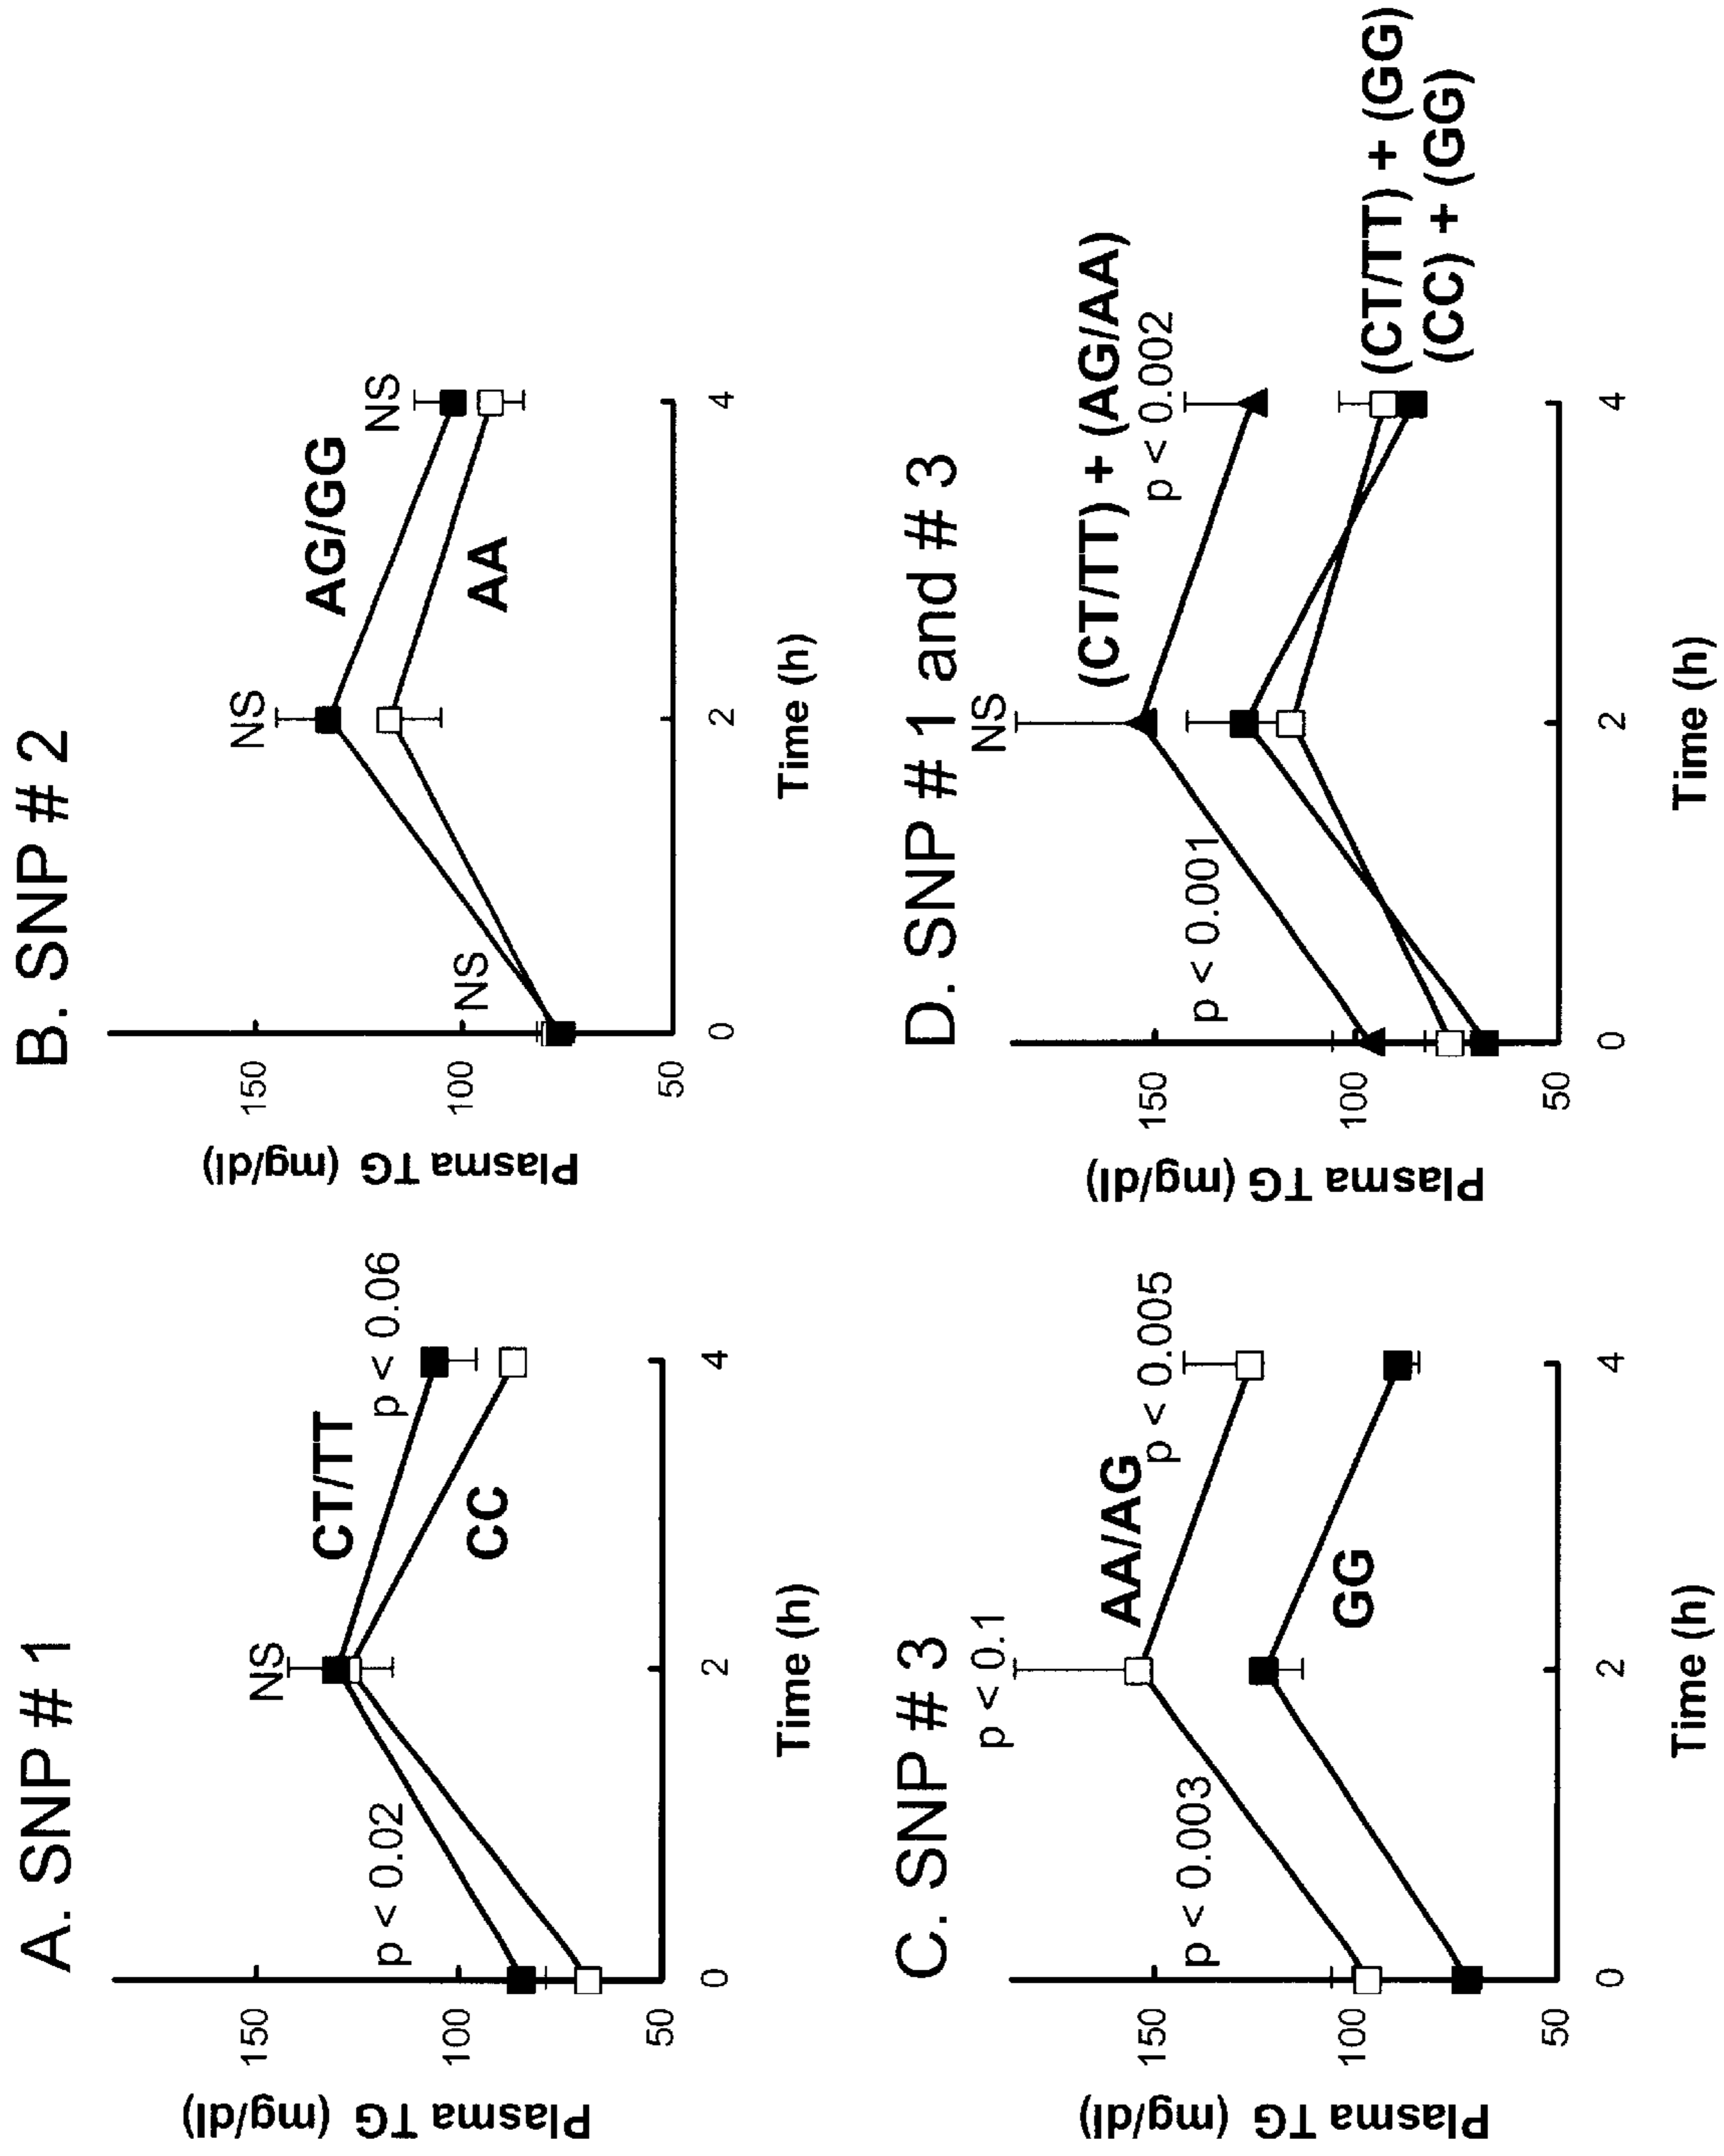 A. SNP # 1
Plasma TG (mg/dl)
150
100
50
p < 0.02
NS
CT/TT
p < 0.06
CC
0
2
4
Time (h)
B. SNP # 2
Plasma TG (mg/dl)
150
100
50
NS
NS
AG/GG
NS
AA
0
2
4
Time (h)
C. SNP # 3
Plasma TG (mg/dl)
150
100
50
p < 0.003
p < 0.1
AA/AG
p < 0.005
GG
0
2
4
Time (h)
D. SNP # 1 and # 3
Plasma TG (mg/dl)
150
100
50
p < 0.001
NS
(CT/TT) + (AG/AA)
p < 0.002
(CT/TT) + (GG)
(CC) + (GG)
0
2
4
Time (h)